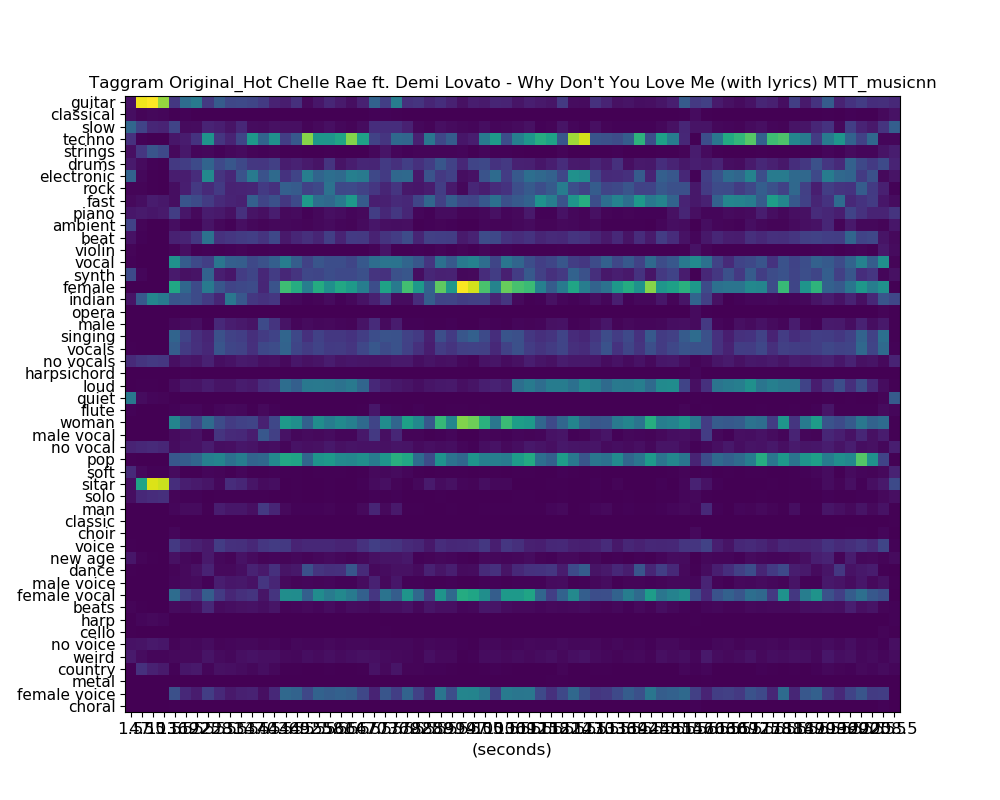 Taggram Original_Hot Chelle Rae ft. Demi Lovato - Why Don't You Love Me (with lyrics) MTT_musicnn
guitar
classical
slow
techno
strings
drums
electronic
rock
fast
piano
ambient
beat
violin
vocal
synth
female
indian
opera
male
singing
vocals
no vocals
harpsichord
loud
quiet
flute
woman
male vocal
no vocal
pop
soft
sitar
solo
man
classic
choir
voice
new age
dance
male voice
female vocal
beats
harp
cello
no voice
weird
country
metal
female voice
choral
(seconds)